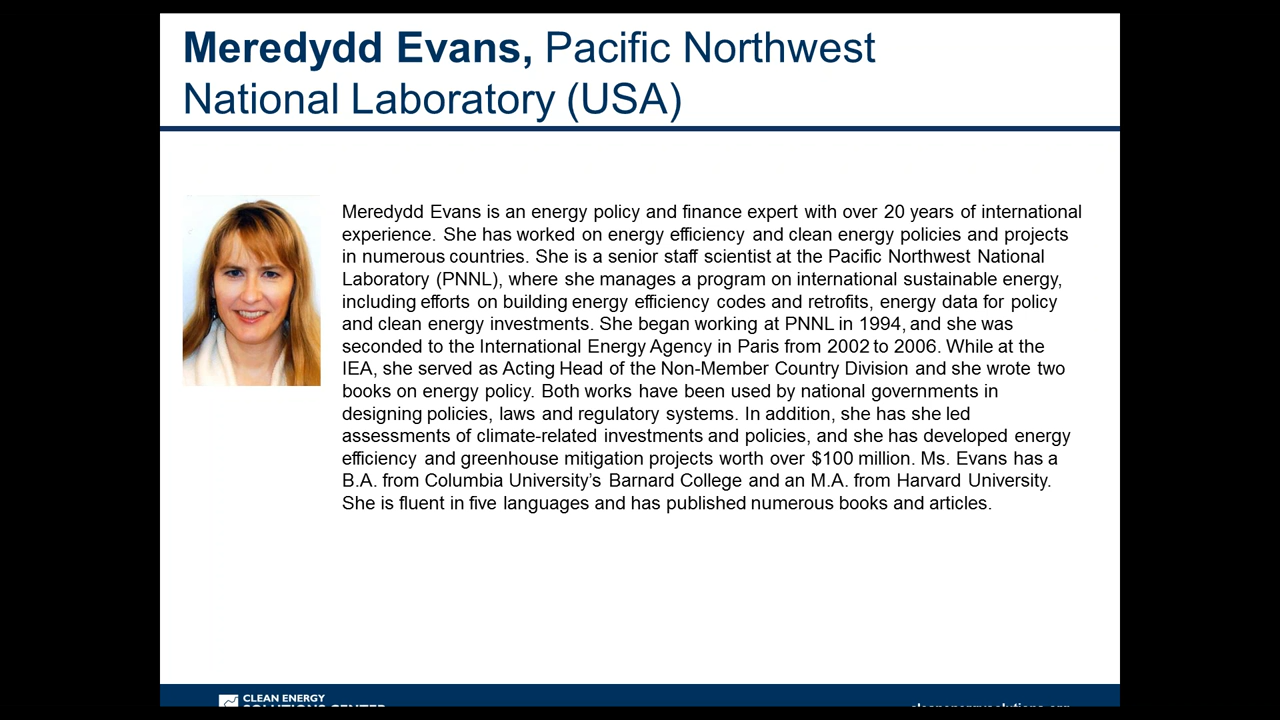 Meredydd Evans, Pacific Northwest
National Laboratory (USA)
Meredydd Evans is an energy policy and finance expert with over 20 years of international
experience. She has worked on energy efficiency and clean energy policies and projects
in numerous countries. She is a senior staff scientist at the Pacific Northwest National
Laboratory (PNNL), where she manages a program on international sustainable energy,
including efforts on building energy efficiency codes and retrofits, energy data for policy
and clean energy investments. She began working at PNNL in 1994, and she was
seconded to the International Energy Agency in Paris from 2002 to 2006. While at the
IEA, she served as Acting Head of the Non-Member Country Division and she wrote two
books on energy policy. Both works have been used by national governments in
designing policies, laws and regulatory systems. In addition, she has she led
assessments of climate-related investments and policies, and she has developed energy
efficiency and greenhouse mitigation projects worth over $100 million. Ms. Evans has a
B.A. from Columbia University’s Barnard College and an M.A. from Harvard University.
She is fluent in five languages and has published numerous books and articles.
CLEAN ENERGY
SOLUTIONS CENTER